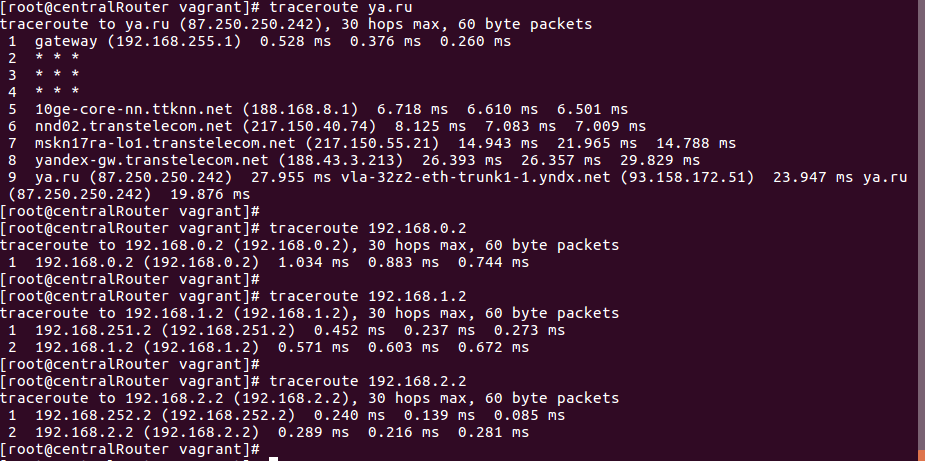 [root@centralRouter vagrant]# traceroute ya.ru
traceroute to ya.ru (87.250.250.242), 30 hops max, 60 byte packets
 1  gateway (192.168.255.1)  0.528 ms  0.376 ms  0.260 ms
 2  * * *
 3  * * *
 4  * * *
 5  10ge-core-nn.ttknn.net (188.168.8.1)  6.718 ms  6.610 ms  6.501 ms
 6  nnd02.transtelecom.net (217.150.40.74)  8.125 ms  7.083 ms  7.009 ms
 7  mskn17ra-lo1.transtelecom.net (217.150.55.21)  14.943 ms  21.965 ms  14.788 ms
 8  yandex-gw.transtelecom.net (188.43.3.213)  26.393 ms  26.357 ms  29.829 ms
 9  ya.ru (87.250.250.242)  27.955 ms vla-32z2-eth-trunk1-1.yndx.net (93.158.172.51)  23.947 ms ya.ru
 (87.250.250.242)  19.876 ms
[root@centralRouter vagrant]#
[root@centralRouter vagrant]# traceroute 192.168.0.2
traceroute to 192.168.0.2 (192.168.0.2), 30 hops max, 60 byte packets
 1  192.168.0.2 (192.168.0.2)  1.034 ms  0.883 ms  0.744 ms
[root@centralRouter vagrant]#
[root@centralRouter vagrant]# traceroute 192.168.1.2
traceroute to 192.168.1.2 (192.168.1.2), 30 hops max, 60 byte packets
 1  192.168.251.2 (192.168.251.2)  0.452 ms  0.237 ms  0.273 ms
 2  192.168.1.2 (192.168.1.2)  0.571 ms  0.603 ms  0.672 ms
[root@centralRouter vagrant]#
[root@centralRouter vagrant]# traceroute 192.168.2.2
traceroute to 192.168.2.2 (192.168.2.2), 30 hops max, 60 byte packets
 1  192.168.252.2 (192.168.252.2)  0.240 ms  0.139 ms  0.085 ms
 2  192.168.2.2 (192.168.2.2)  0.289 ms  0.216 ms  0.281 ms
[root@centralRouter vagrant]#